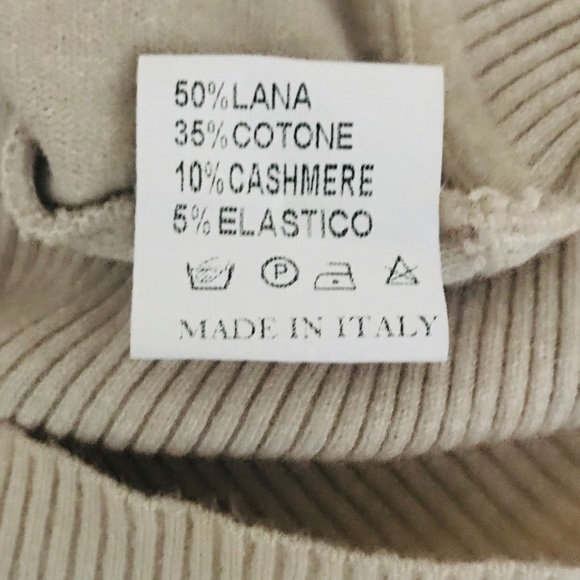 50%LANA
35%COTONE
10%CASHMERE
5%ELASTICO
P
MADE IN ITALY